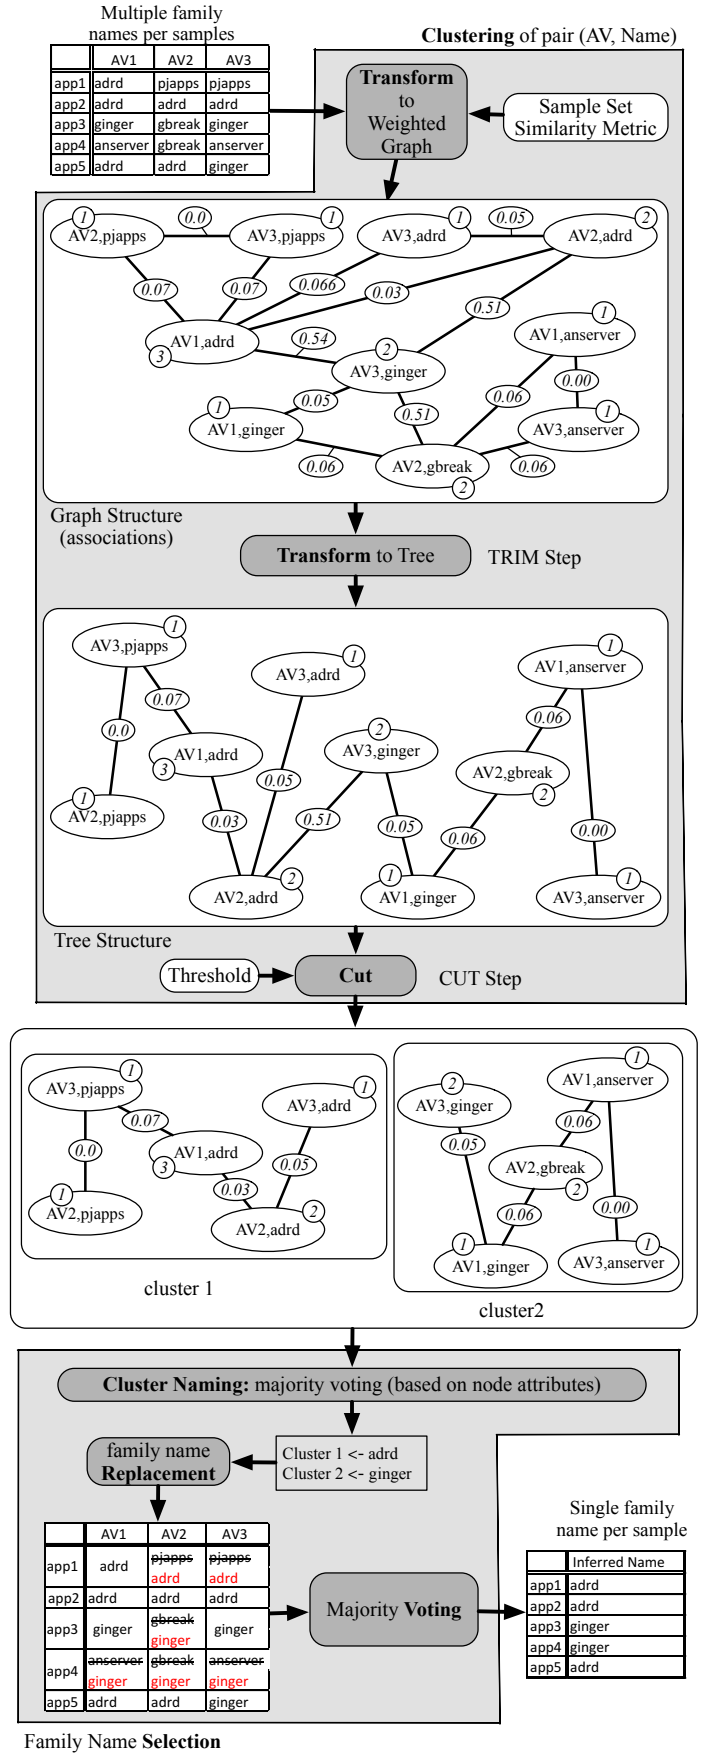 Multiple family
names per samples
Clustering of pair (AV, Name)
AV1 AV2 AV3
app1 adrd pjapps pjapps
app2 adrd adrd adrd
app3 ginger gbreak ginger
app4 anserver gbreak anserver
app5 adrd adrd ginger
Transform
to
Weighted
Graph
Sample Set
Similarity Metric
1 0.0 1 1 0.05 2
AV2,pjapps AV3,pjapps AV3,adrd AV2,adrd
0.07 0.07 0.066 0.03
0.51
1
AV1,anserver
AV1,adrd 0.54
3
2
AV3,ginger
0.00
0.05 0.06
1 0.51 1
AV1,ginger AV3,anserver
0.06 AV2,gbreak 0.06
2
Graph Structure
(associations)
Transform to Tree
TRIM Step
1
AV3,pjapps
1
AV3,adrd
1
AV1,anserver
0.07
0.06
0.0
2
AV3,ginger
AV1,adrd
3
AV2,gbreak
2
0.05
1
AV2,pjapps
0.03 0.51 0.05 0.06 0.00
2
AV2,adrd
1
AV1,ginger
1
AV3,anserver
Tree Structure
Threshold
Cut
CUT Step
1
AV3,pjapps
1
AV3,adrd
0.07
0.0
AV1,adrd
3
0.05
0.03
1
AV2,pjapps
2
AV2,adrd
cluster 1
1
AV1,anserver
2
AV3,ginger
0.06
0.05
AV2,gbreak
2
0.06
0.00
1
AV1,ginger
1
AV3,anserver
cluster2
Cluster Naming: majority voting (based on node attributes)
family name
Replacement
Cluster 1 <- adrd
Cluster 2 <- ginger
AV1 AV2 AV3
app1 adrd pjapps adrd pjapps adrd
app2 adrd adrd adrd
app3 ginger gbreak ginger ginger
app4 anserver ginger gbreak ginger anserver ginger
app5 adrd adrd ginger
Majority Voting
Single family
name per sample
Inferred Name
app1 adrd
app2 adrd
app3 ginger
app4 ginger
app5 adrd
Family Name Selection